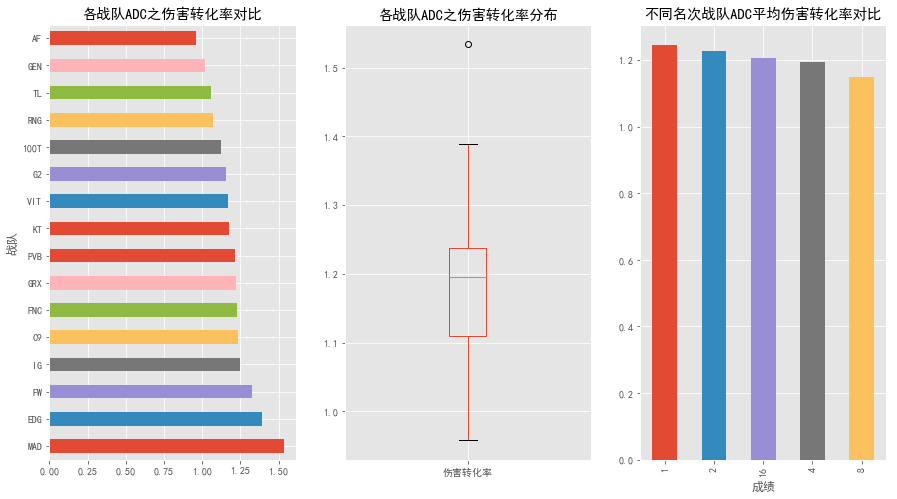 各战队ADC之伤害转化率对比
战队
AF
GEN
TL
RNG
100T
G2
VIT
KT
PVB
GRX
FNC
C9
IG
FW
EDG
MAD
0.00 0.25 0.50 0.75 1.00 1.25 1.50
各战队ADC之伤害转化率分布
1.5
1.4
1.3
1.2
1.1
1.0
伤害转化率
不同名次战队ADC平均伤害转化率对比
1.2
1.0
0.8
0.6
0.4
0.2
0.0
1 2 16 4 8
成绩